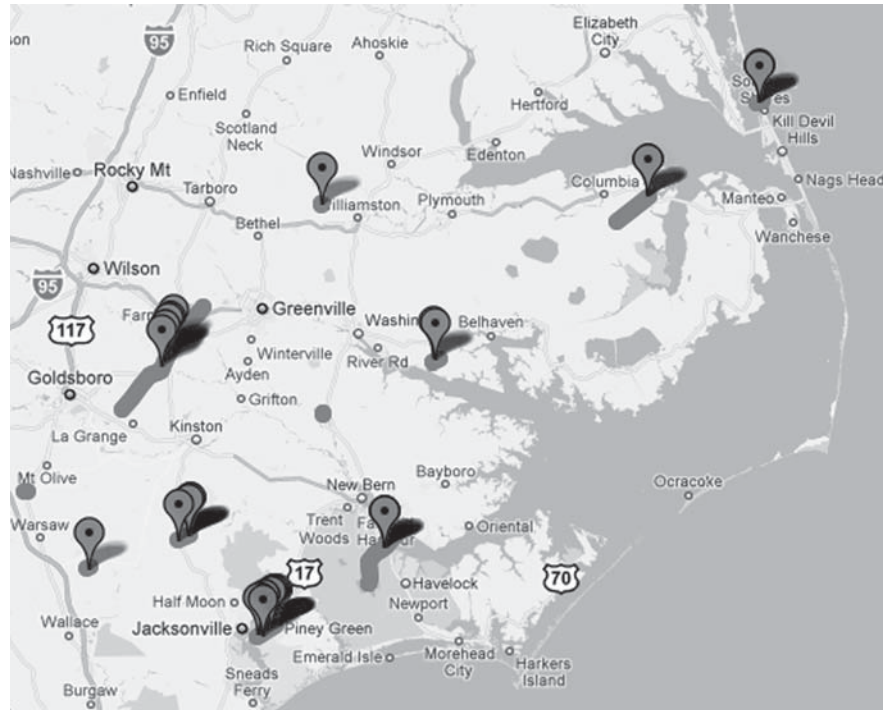 Elizabeth
City
95
Rich Square
Ahoskie
Enfield
Hertford
Scotland
Neck
Kill Devil
Hills
Windsor
Edenton
Nashville
Rocky Mt
Tarboro
Columbia
Nags Head
Plymouth
Manteo
Bethel
Wanchese
Wilson
95
Greenville
117
Belhaven
Winterville
River Rd
Ayden
Goldsboro
Grifton
La Grange
Kinston
Mt Olive
Bayboro
Ocracoke
New Bern
Trent
Woods
Oriental
Warsaw
17
70
Havelock
Half Moon
Newport
Wallace
Jacksonville
Piney Green
Emerald Isle
Morehead
City
Harkers
Island
Sneads
Ferry
Burgaw